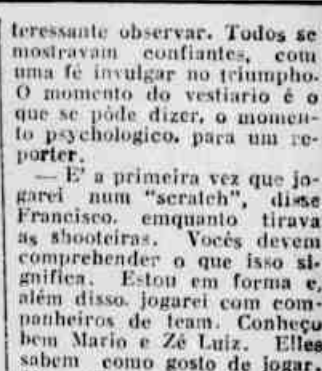 teressante observar. Todos se
mostravam confiantes, com
uma fé invulgar no triumpho.
O momento do vestiario é o
que se póde dizer, o momen-
to psychologico, para um re-
porter.
— E' a primeira vez que jo-
garei num "scratch", disse
Francisco, emquanto tirava
as shooteiras. Vocês devem
comprehender o que isso si-
gnifica. Estou em forma e,
além disso, jogarei com com-
panheiros de team. Conheço
bem Mario e Zé Luiz. Elles
sabem como gosto de jogar,